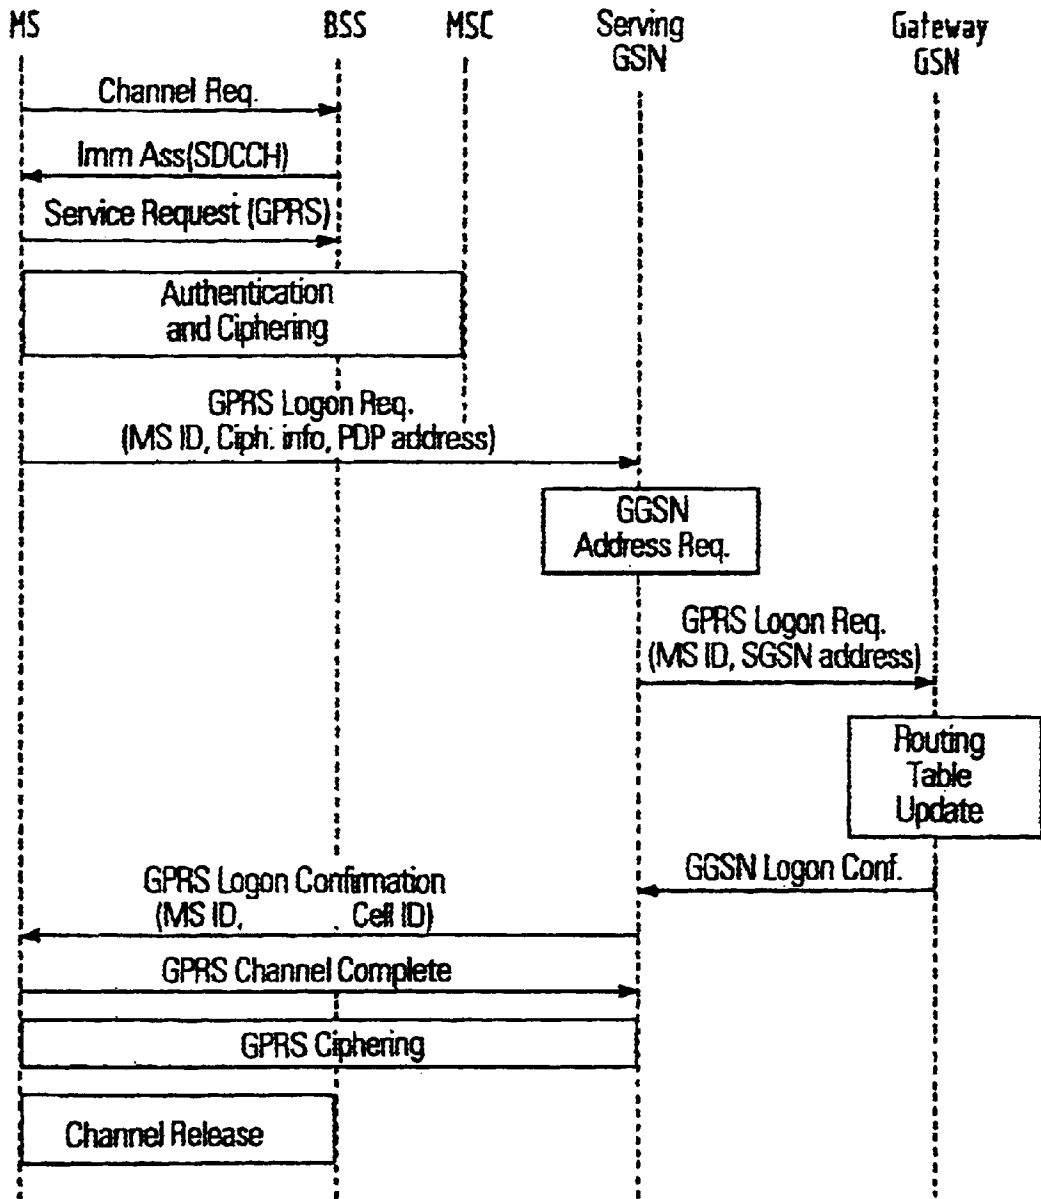 MS
BSS
MSC
Serving
GSN
Gateway
GSN
Channel Req.
Imm Ass(SDCCH)
Service Request (GPRS)
Authentication
and Ciphering
GPRS Logon Req.
(MS ID, Ciph. info, PDP address)
GGSN
Address Req.
GPRS Logon Req.
(MS ID, SGSN address)
Routing
Table
Update
GGSN Logon Conf.
GPRS Logon Confirmation
(MS ID, Cell ID)
GPRS Channel Complete
GPRS Ciphering
Channel Release